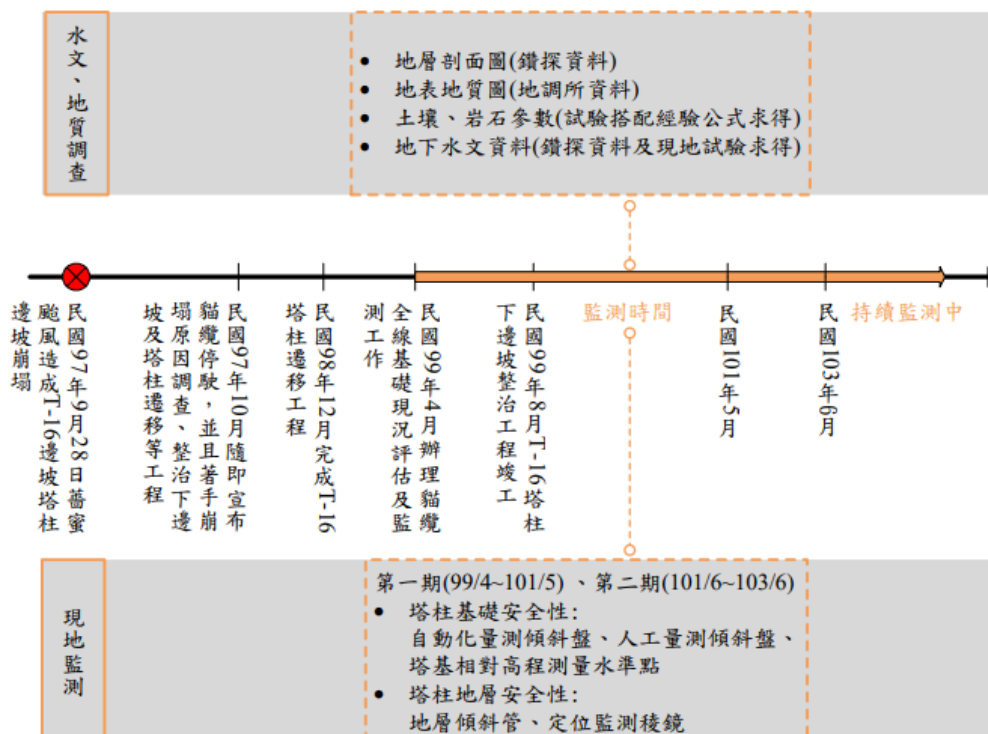 水文、地質調查
• 地層剖面圖(鑽探資料)
• 地表地質圖(地調所資料)
• 土壤、岩石參數(試驗搭配經驗公式求得)
• 地下水文資料(鑽探資料及現地試驗求得)
民國97年9月28日薔蜜
颱風造成T-16邊坡塔柱
邊坡崩塌
民國97年10月隨即宣布
貓纜停駛，並且著手崩
塌原因調查、整治下邊
坡及塔柱遷移等工程
民國98年12月完成T-16
塔柱遷移工程
民國99年4月辦理貓纜
全線基礎現況評估及監
測工作
民國99年8月T-16塔柱
下邊坡整治工程竣工
監測時間
民國101年5月
民國103年6月
持續監測中
現地監測
第一期(99/4~101/5) 、第二期(101/6~103/6)
• 塔柱基礎安全性:
自動化量測傾斜盤、人工量測傾斜盤、
塔基相對高程測量水準點
• 塔柱地層安全性:
地層傾斜管、定位監測稜鏡